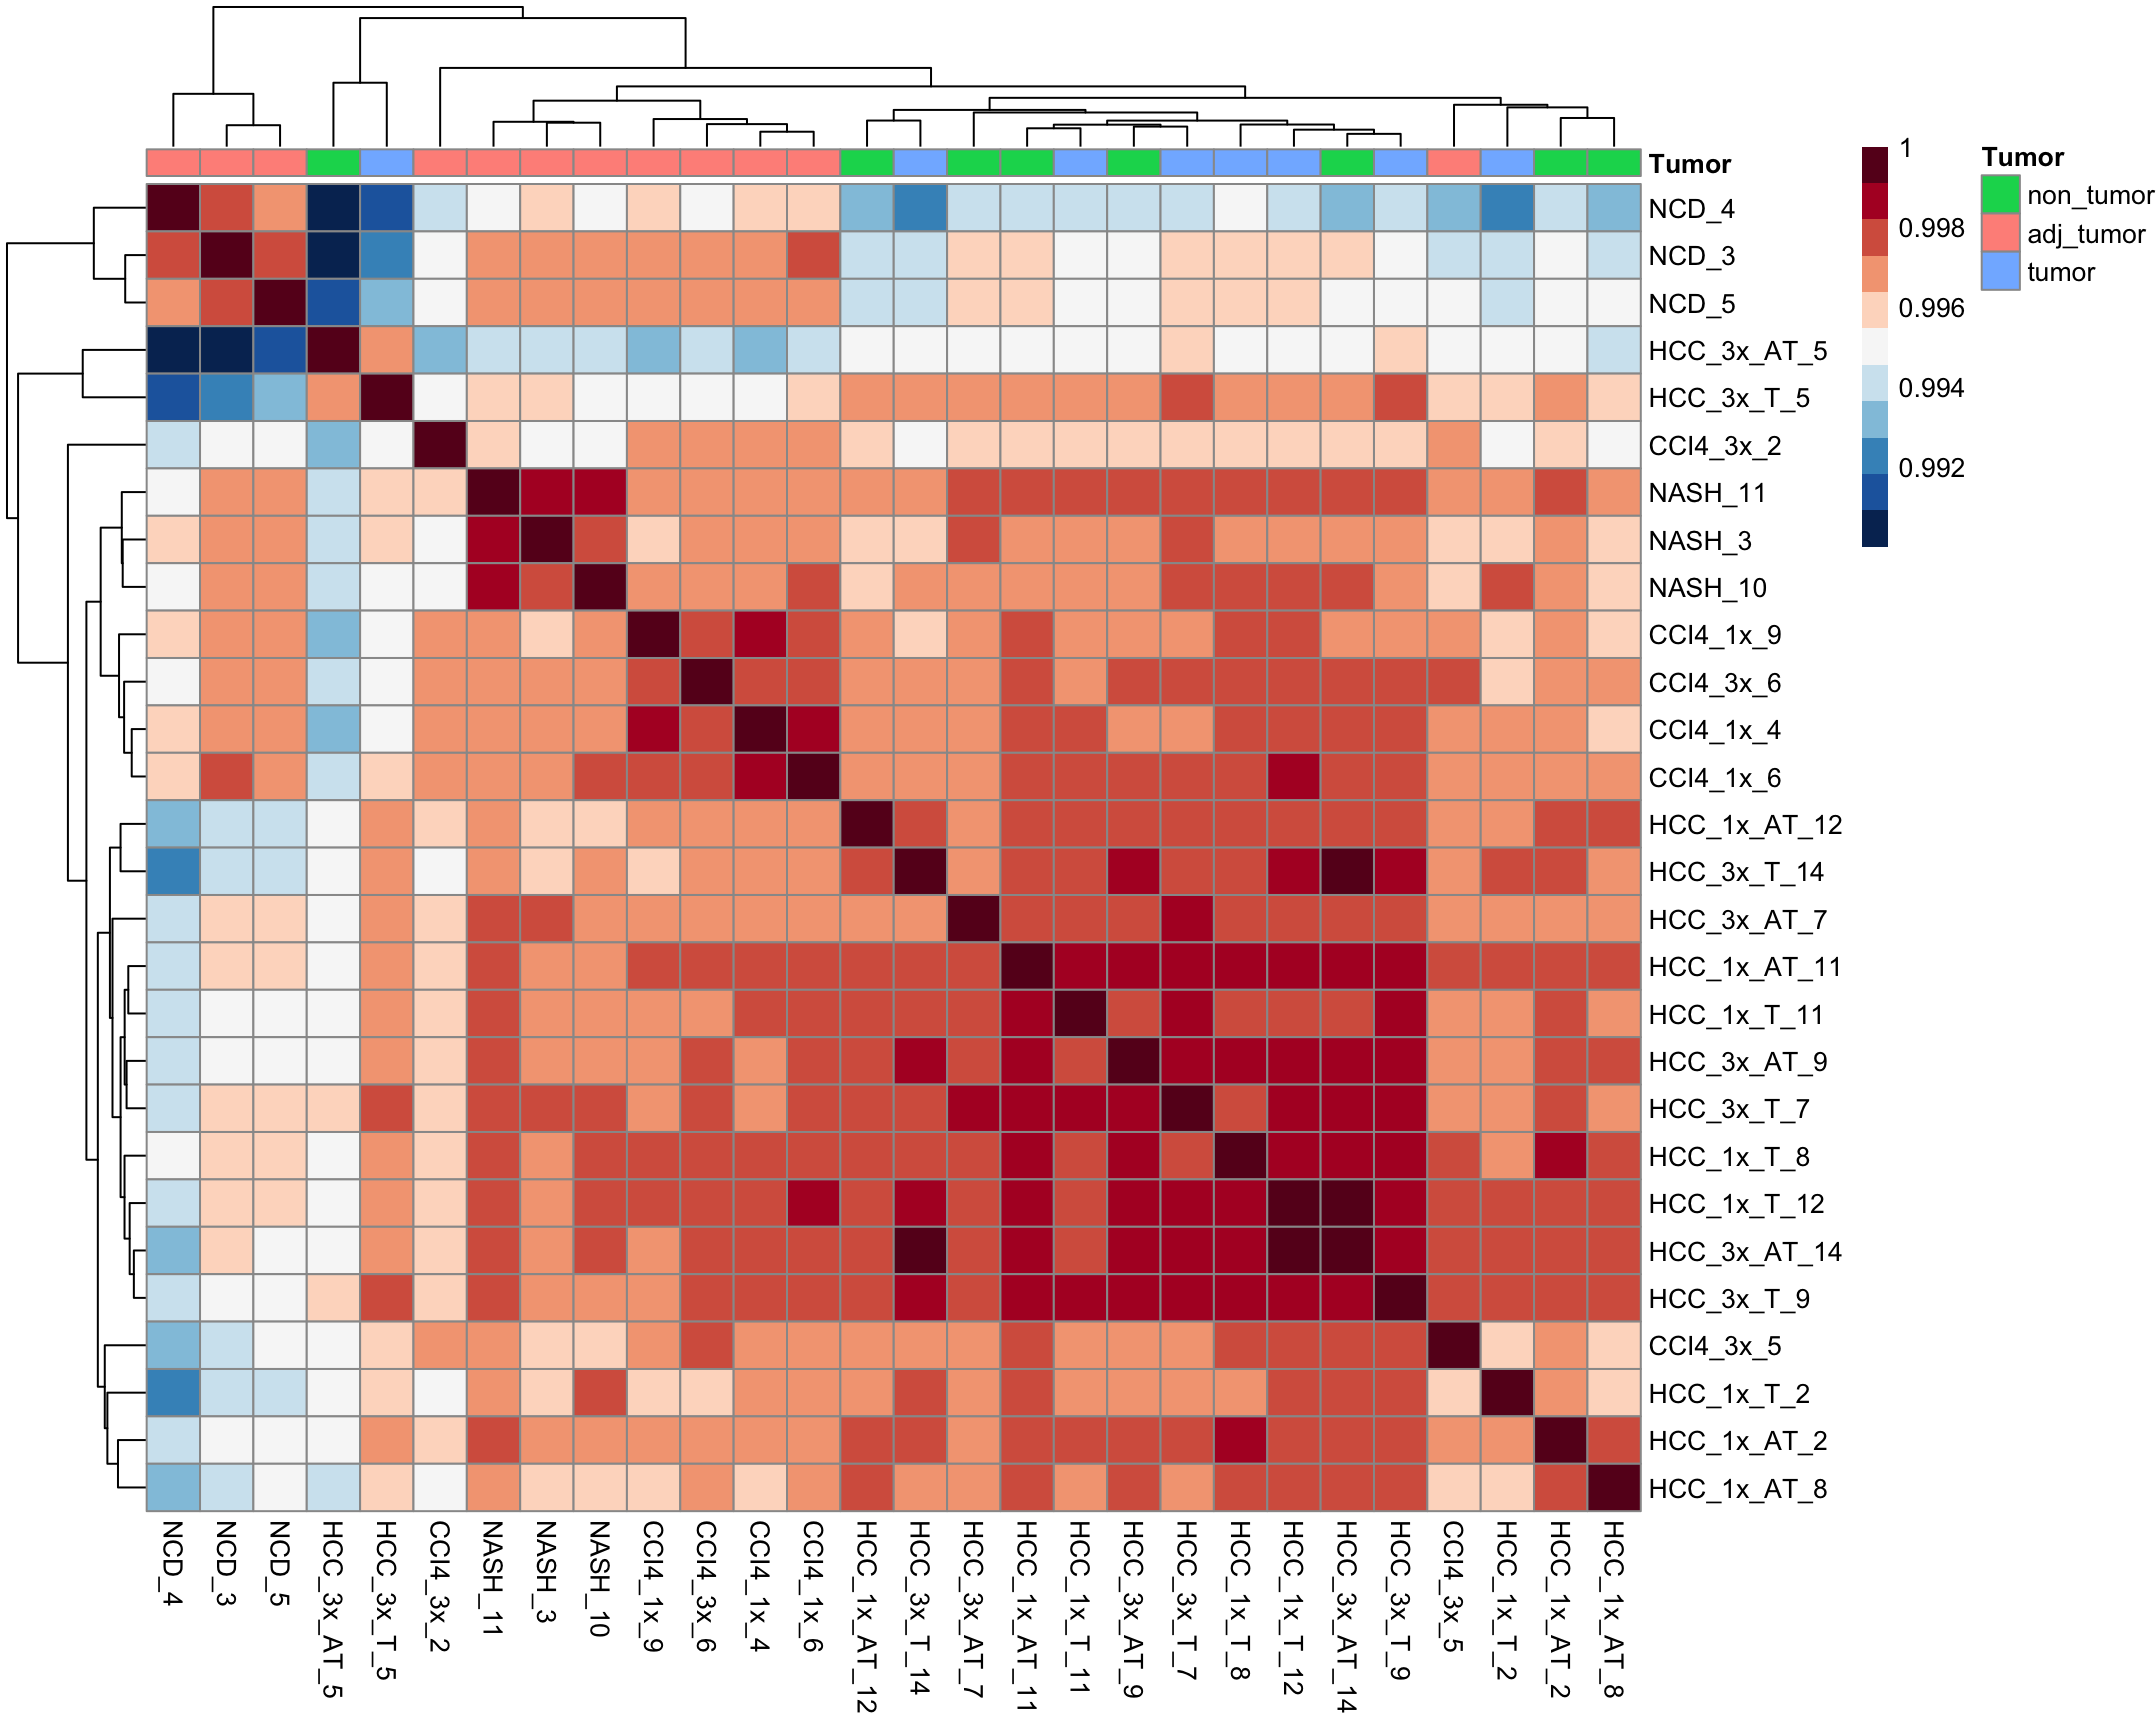 Tumor
NCD_4
NCD_3
NCD_5
HCC_3x_AT_5
HCC_3x_T_5
CCl4_3x_2
NASH_11
NASH_3
NASH_10
CCl4_1x_9
CCl4_3x_6
CCl4_1x_4
CCl4_1x_6
HCC_1x_AT_12
HCC_3x_T_14
HCC_3x_AT_7
HCC_1x_AT_11
HCC_1x_T_11
HCC_3x_AT_9
HCC_3x_T_7
HCC_1x_T_8
HCC_1x_T_12
HCC_3x_AT_14
HCC_3x_T_9
CCl4_3x_5
HCC_1x_T_2
HCC_1x_AT_2
HCC_1x_AT_8
NCD_4
NCD_3
NCD_5
HCC_3x_AT_5
HCC_3x_T_5
CCl4_3x_2
NASH_11
NASH_3
NASH_10
CCl4_1x_9
CCl4_3x_6
CCl4_1x_4
CCl4_1x_6
HCC_1x_AT_12
HCC_3x_T_14
HCC_3x_AT_7
HCC_1x_AT_11
HCC_1x_T_11
HCC_3x_AT_9
HCC_3x_T_7
HCC_1x_T_8
HCC_1x_T_12
HCC_3x_AT_14
HCC_3x_T_9
CCl4_3x_5
HCC_1x_T_2
HCC_1x_AT_2
HCC_1x_AT_8
1
0.998
0.996
0.994
0.992
Tumor
non_tumor
adj_tumor
tumor